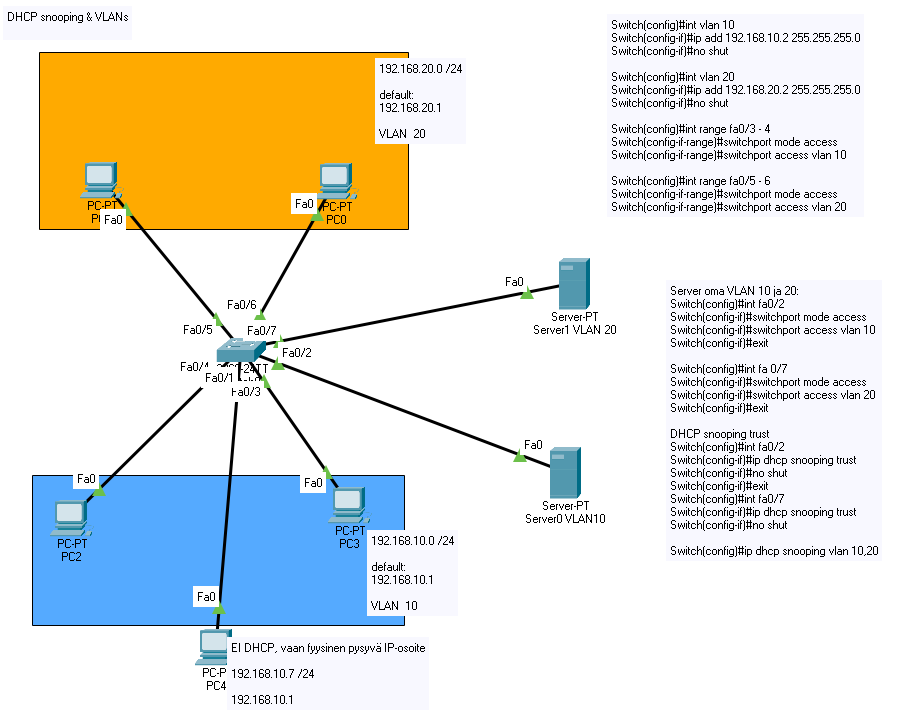 DHCP snooping & VLANs
192.168.20.0 /24
default:
192.168.20.1
VLAN 20
PC-PT
Fa0
Fa0
PC-PT
PC0
Fa0/6
Fa0/5
Fa0/7
Fa0/2
Fa0/1
Fa0/3
Fa0
Server-PT
Server1 VLAN 20
Fa0
Server-PT
Server0 VLAN10
Fa0
PC-PT
PC2
Fa0
PC-PT
PC3
192.168.10.0 /24
default:
192.168.10.1
VLAN 10
Fa0
PC4
EI DHCP, vaan fyysinen pysyvä IP-osoite
192.168.10.7 /24
192.168.10.1
Switch(config)#int vlan 10
Switch(config-if)#ip add 192.168.10.2 255.255.255.0
Switch(config-if)#no shut
Switch(config)#int vlan 20
Switch(config-if)#ip add 192.168.20.2 255.255.255.0
Switch(config-if)#no shut
Switch(config)#int range fa0/3 - 4
Switch(config-if-range)#switchport mode access
Switch(config-if-range)#switchport access vlan 10
Switch(config)#int range fa0/5 - 6
Switch(config-if-range)#switchport mode access
Switch(config-if-range)#switchport access vlan 20
Server oma VLAN 10 ja 20:
Switch(config)#int fa0/2
Switch(config-if)#switchport mode access
Switch(config-if)#switchport access vlan 10
Switch(config-if)#exit
Switch(config)#int fa 0/7
Switch(config-if)#switchport mode access
Switch(config-if)#switchport access vlan 20
Switch(config-if)#exit
DHCP snooping trust
Switch(config)#int fa0/2
Switch(config-if)#ip dhcp snooping trust
Switch(config-if)#no shut
Switch(config-if)#exit
Switch(config)#int fa0/7
Switch(config-if)#ip dhcp snooping trust
Switch(config-if)#no shut
Switch(config)#ip dhcp snooping vlan 10,20